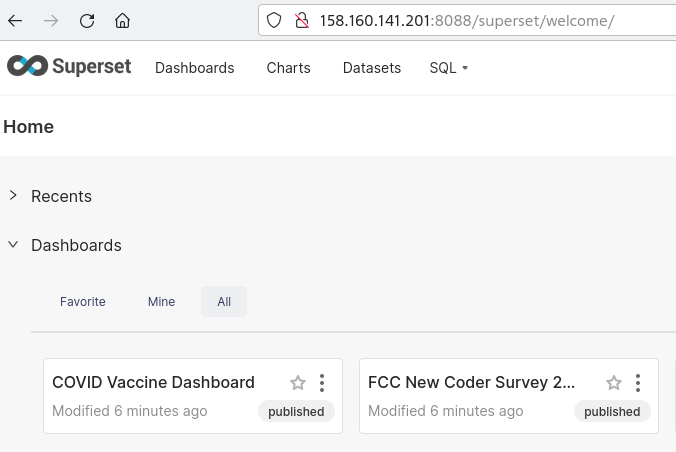 158.160.141.201:8088/superset/welcome/
Superset Dashboards Charts Datasets SQL
Home
Recents
Dashboards
Favorite Mine All
COVID Vaccine Dashboard FCC New Coder Survey 2...
Modified 6 minutes ago published Modified 6 minutes ago published